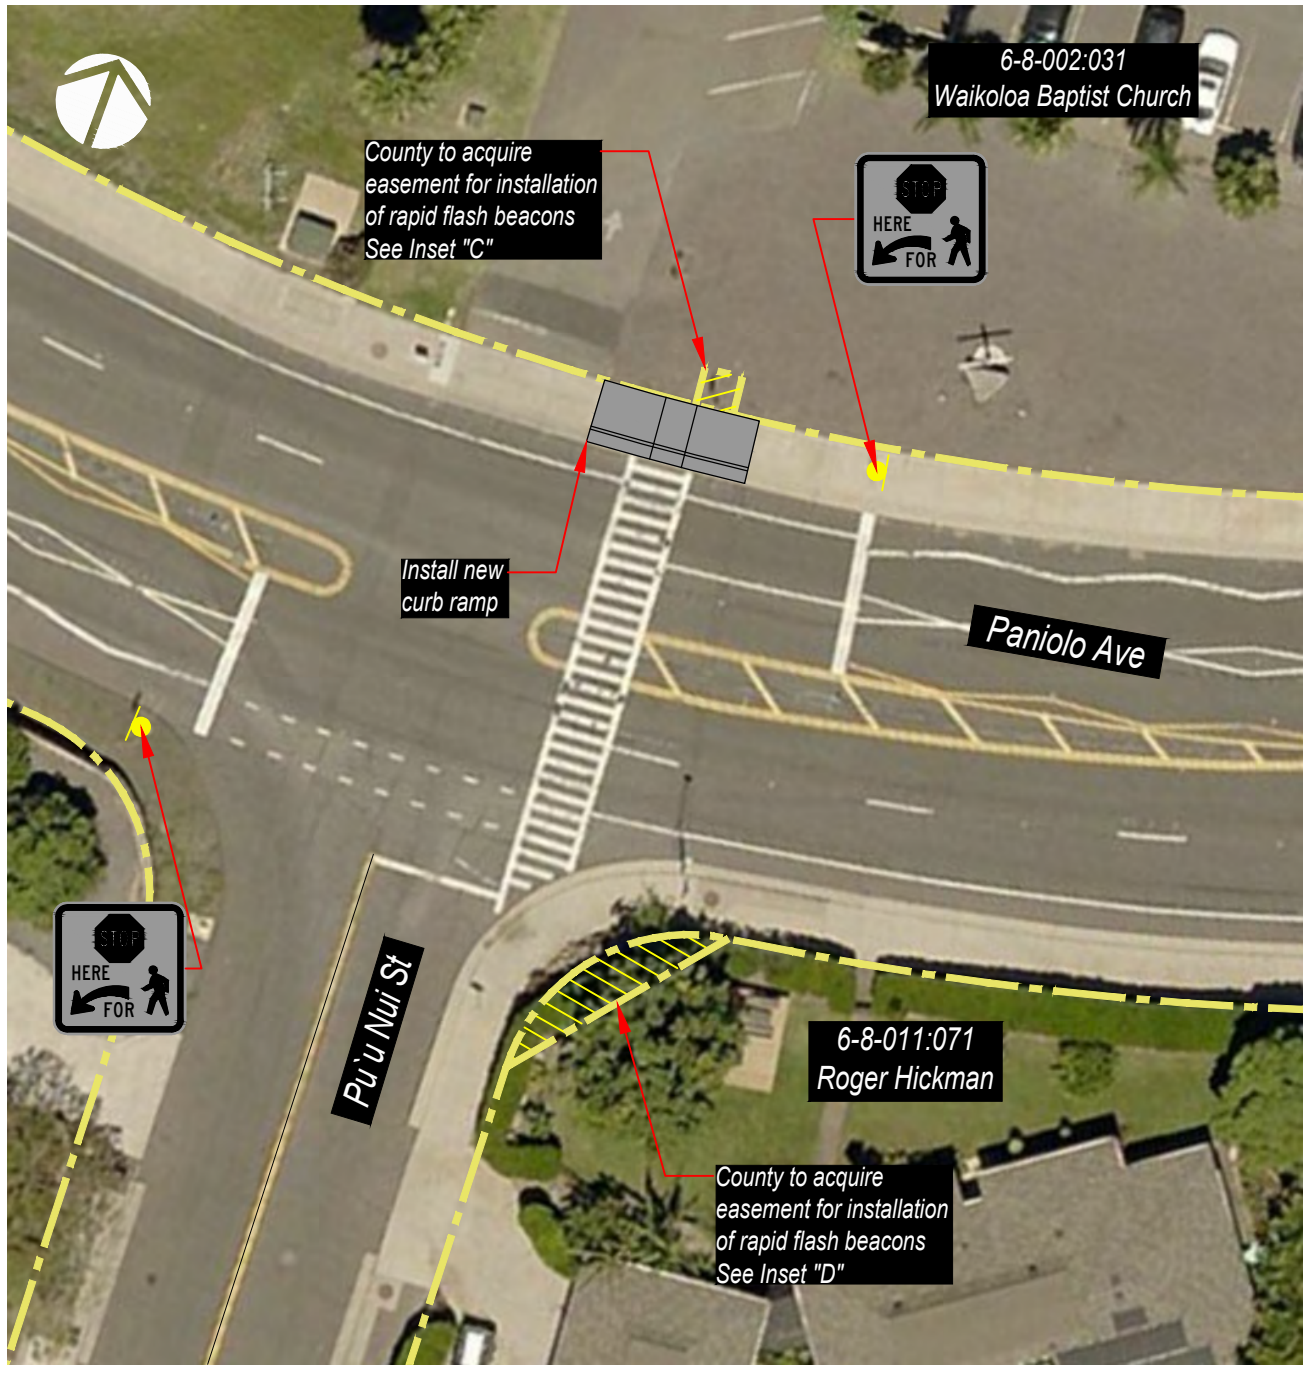 6-8-002:031
Waikoloa Baptist Church
County to acquire
easement for installation
of rapid flash beacons
See Inset "C"
STOP
HERE
FOR
Install new
curb ramp
Paniolo Ave
STOP
HERE
FOR
Pu`u Nui St
6-8-011:071
Roger Hickman
County to acquire
easement for installation
of rapid flash beacons
See Inset "D"